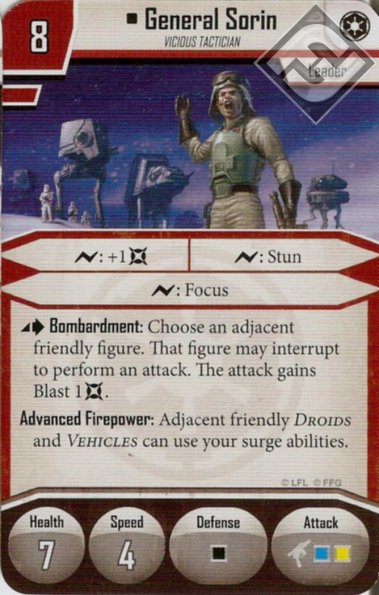 8
General Sorin
VICIOUS TACTICIAN
Leader
: +1
: Stun
: Focus
Bombardment: Choose an adjacent
friendly figure. That figure may interrupt
to perform an attack. The attack gains
Blast 1.
Advanced Firepower: Adjacent friendly DROIDS
and VEHICLES can use your surge abilities.
© LFL © FFG
Health
7
Speed
4
Defense
Attack